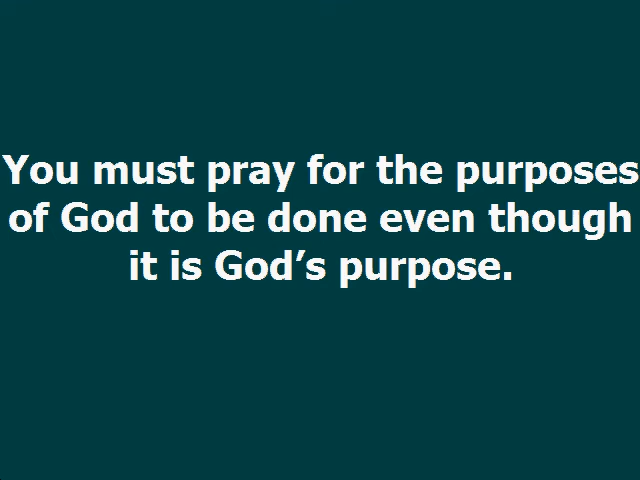 You must pray for the purposes
of God to be done even though
it is God’s purpose.